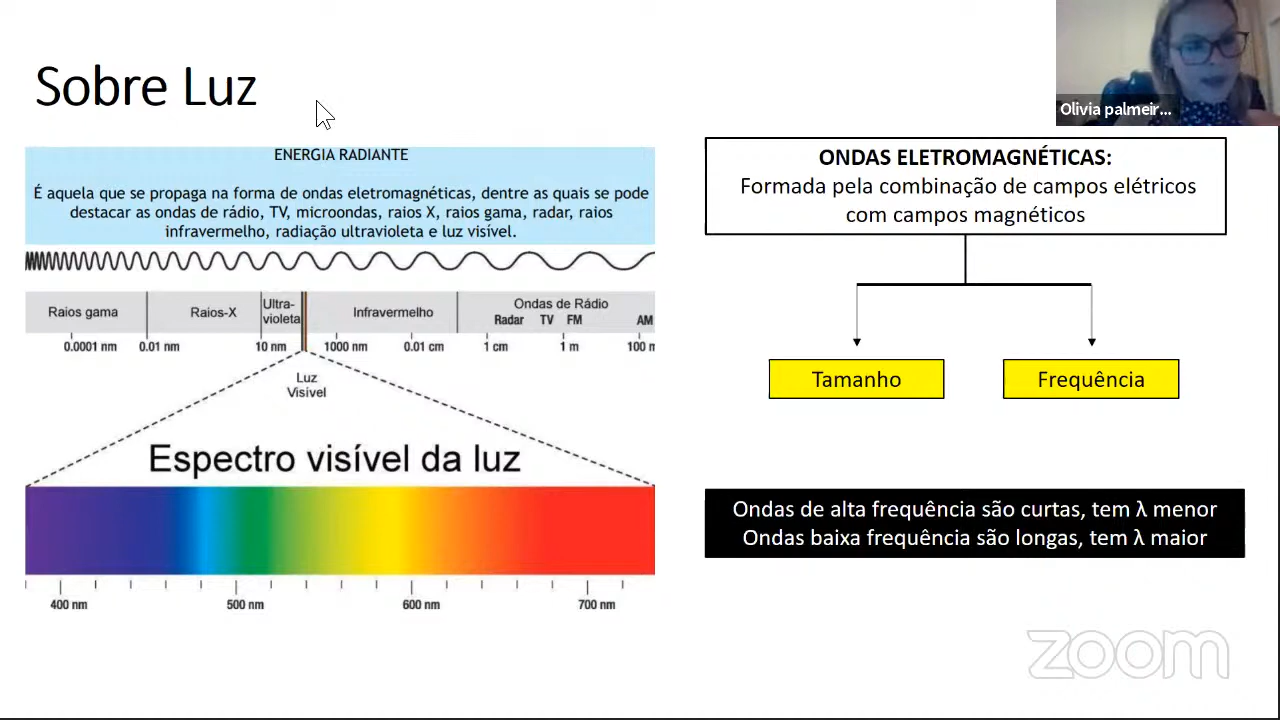 Sobre Luz
Olivia palmeir...
ENERGIA RADIANTE
É aquela que se propaga na forma de ondas eletromagnéticas, dentre as quais se pode
destacar as ondas de rádio, TV, microondas, raios X, raios gama, radar, raios
infravermelho, radiação ultravioleta e luz visível.
Raios gama
Raios-X
Ultra-
violeta
Infravermelho
Ondas de Rádio
Radar TV FM AM
0.0001 nm 0.01 nm 10 nm 1000 nm 0.01 cm 1 cm 1 m 100 m
Luz
Visível
Espectro visível da luz
400 nm 500 nm 600 nm 700 nm
ONDAS ELETROMAGNÉTICAS:
Formada pela combinação de campos elétricos
com campos magnéticos
Tamanho
Frequência
Ondas de alta frequência são curtas, tem λ menor
Ondas baixa frequência são longas, tem λ maior
zoom